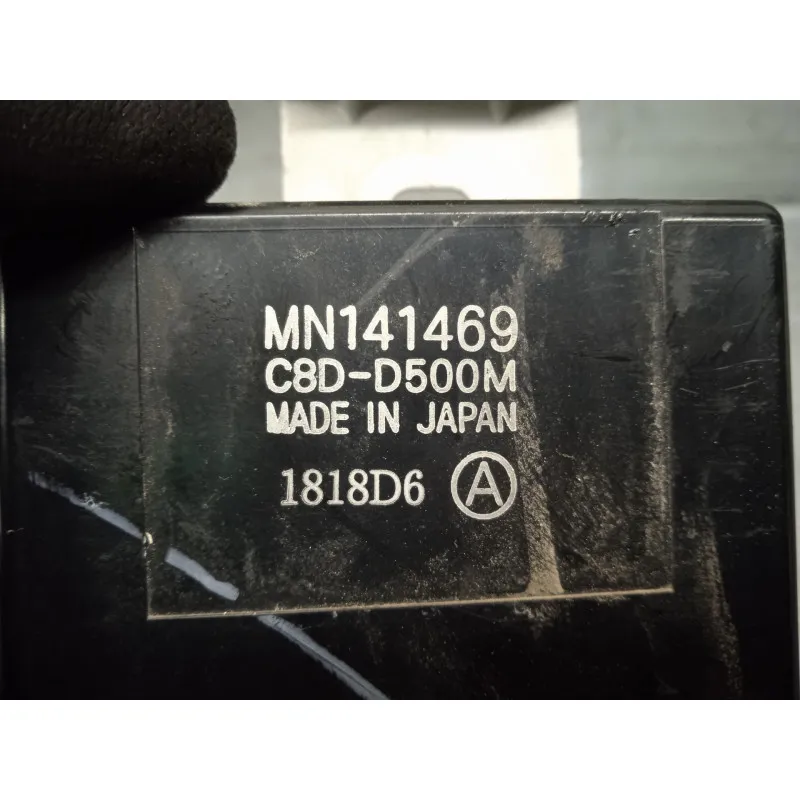 MN141469
C8D-D500M
MADE IN JAPAN
1818D6 Ⓐ